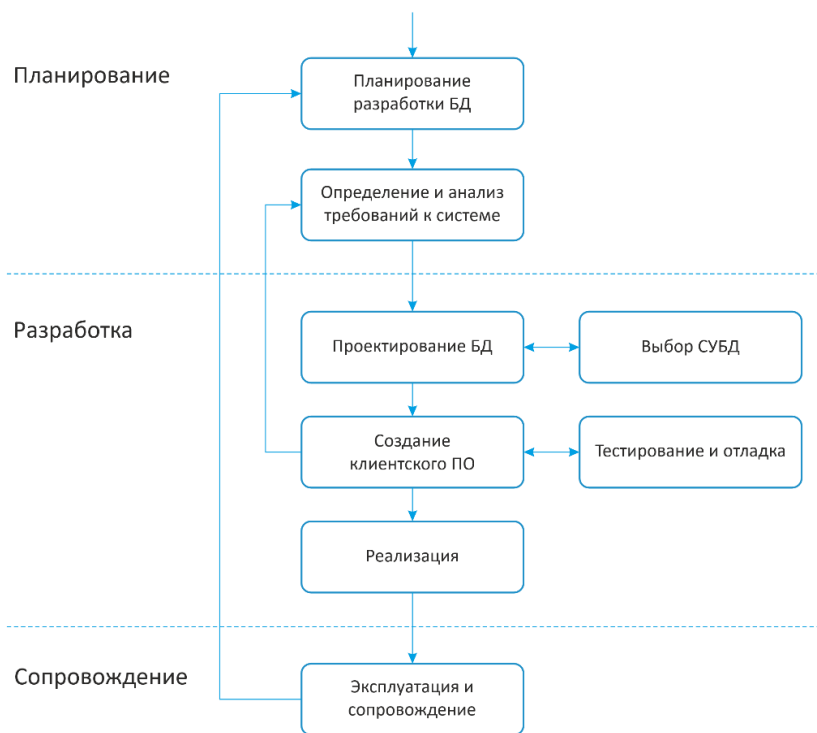 Планирование
Планирование
разработки БД
Определение и анализ
требований к системе
Разработка
Проектирование БД
Выбор СУБД
Создание
клиентского ПО
Тестирование и отладка
Реализация
Сопровождение
Эксплуатация и
сопровождение